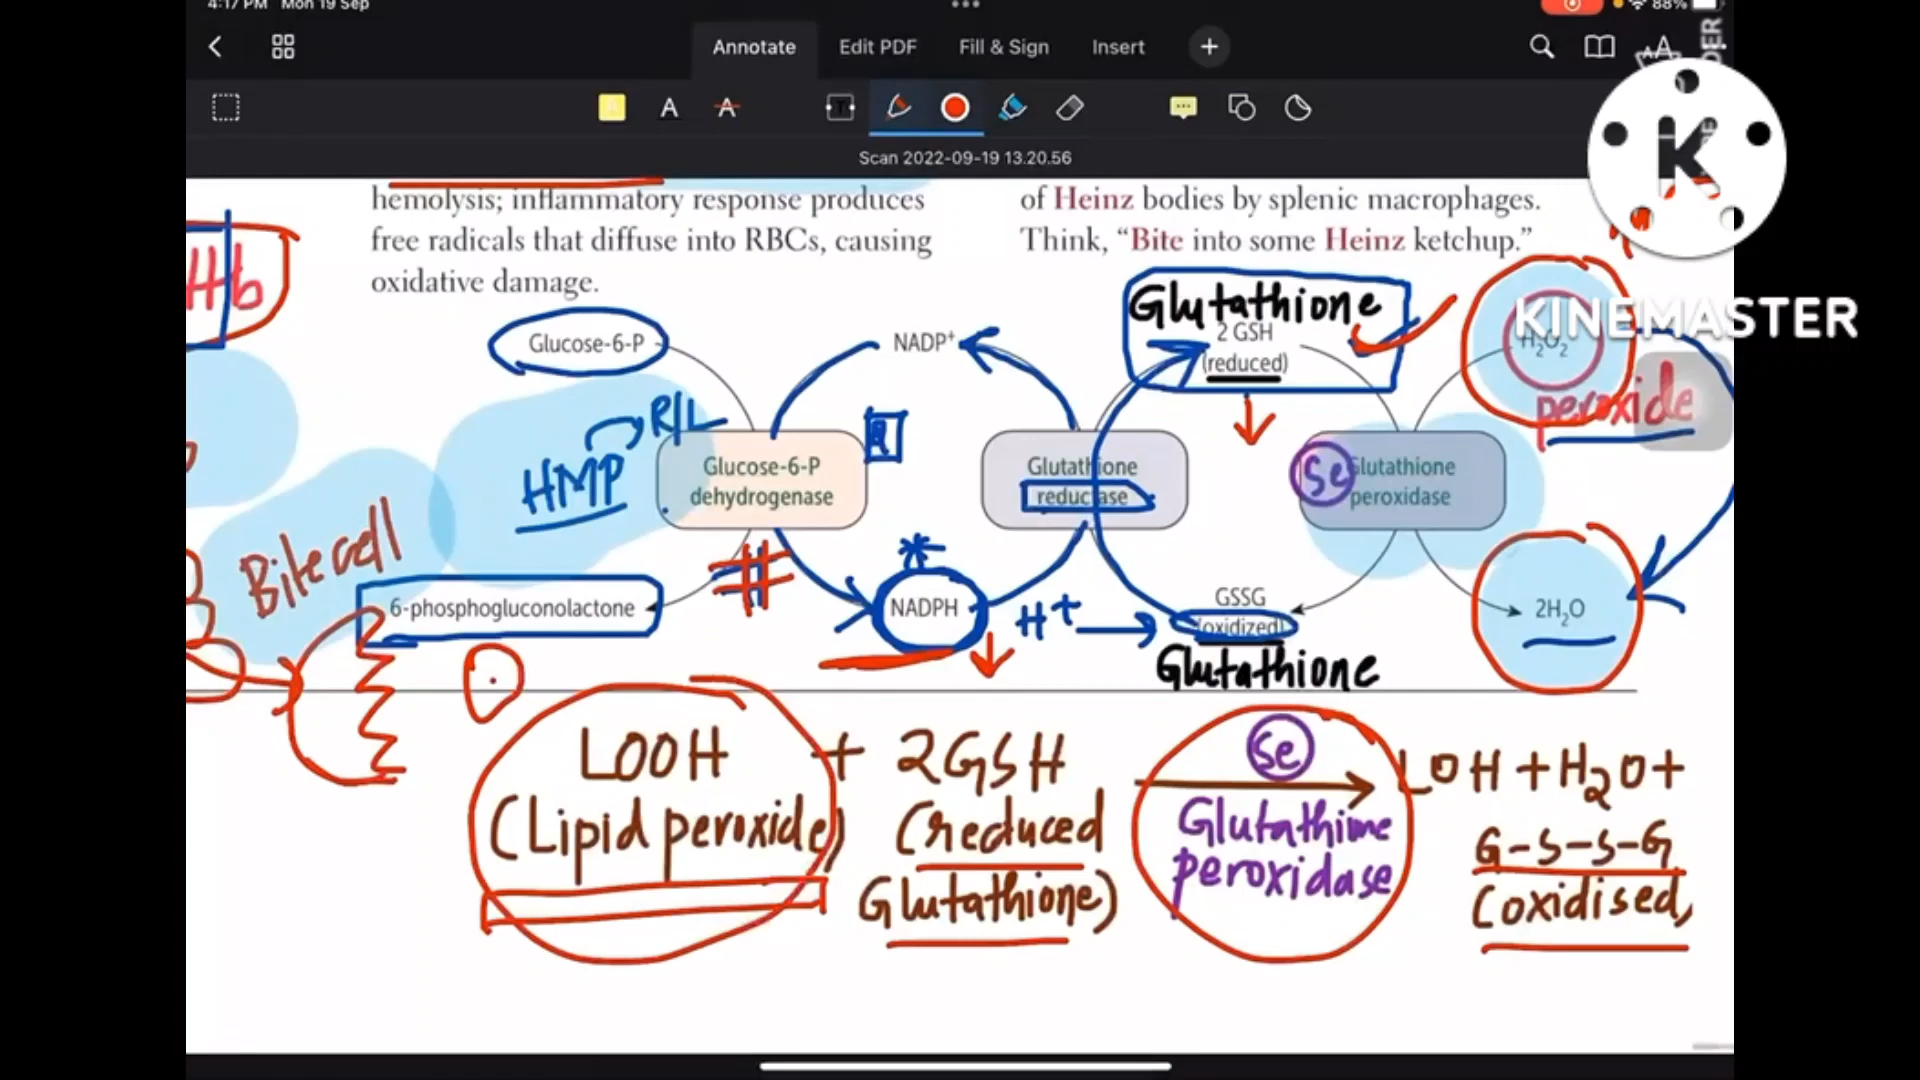 4:17 PM Mon 19 Sep
88%
Annotate
Edit PDF
Fill & Sign
Insert
A
A
AA
Scan 2022-09-19 13.20.56
K
KINEMASTER
hemolysis; inflammatory response produces
free radicals that diffuse into RBCs, causing
oxidative damage.
of Heinz bodies by splenic macrophages.
Think, “Bite into some Heinz ketchup.”
Hb
Glucose-6-P
NADP+
Glutathione
2 GSH
(reduced)
H2O2
peroxide
HMP
R/L
Glucose-6-P
dehydrogenase
Glutathione
reductase
Se
Glutathione
peroxidase
Bite cell
6-phosphogluconolactone
NADPH
H+
GSSG
(oxidized)
Glutathione
2H2O
LOOH + 2GSH
(Lipid peroxide)
(reduced
Glutathione)
Se
Glutathione
peroxidase
LOH + H2O +
G-S-S-G
(oxidised,